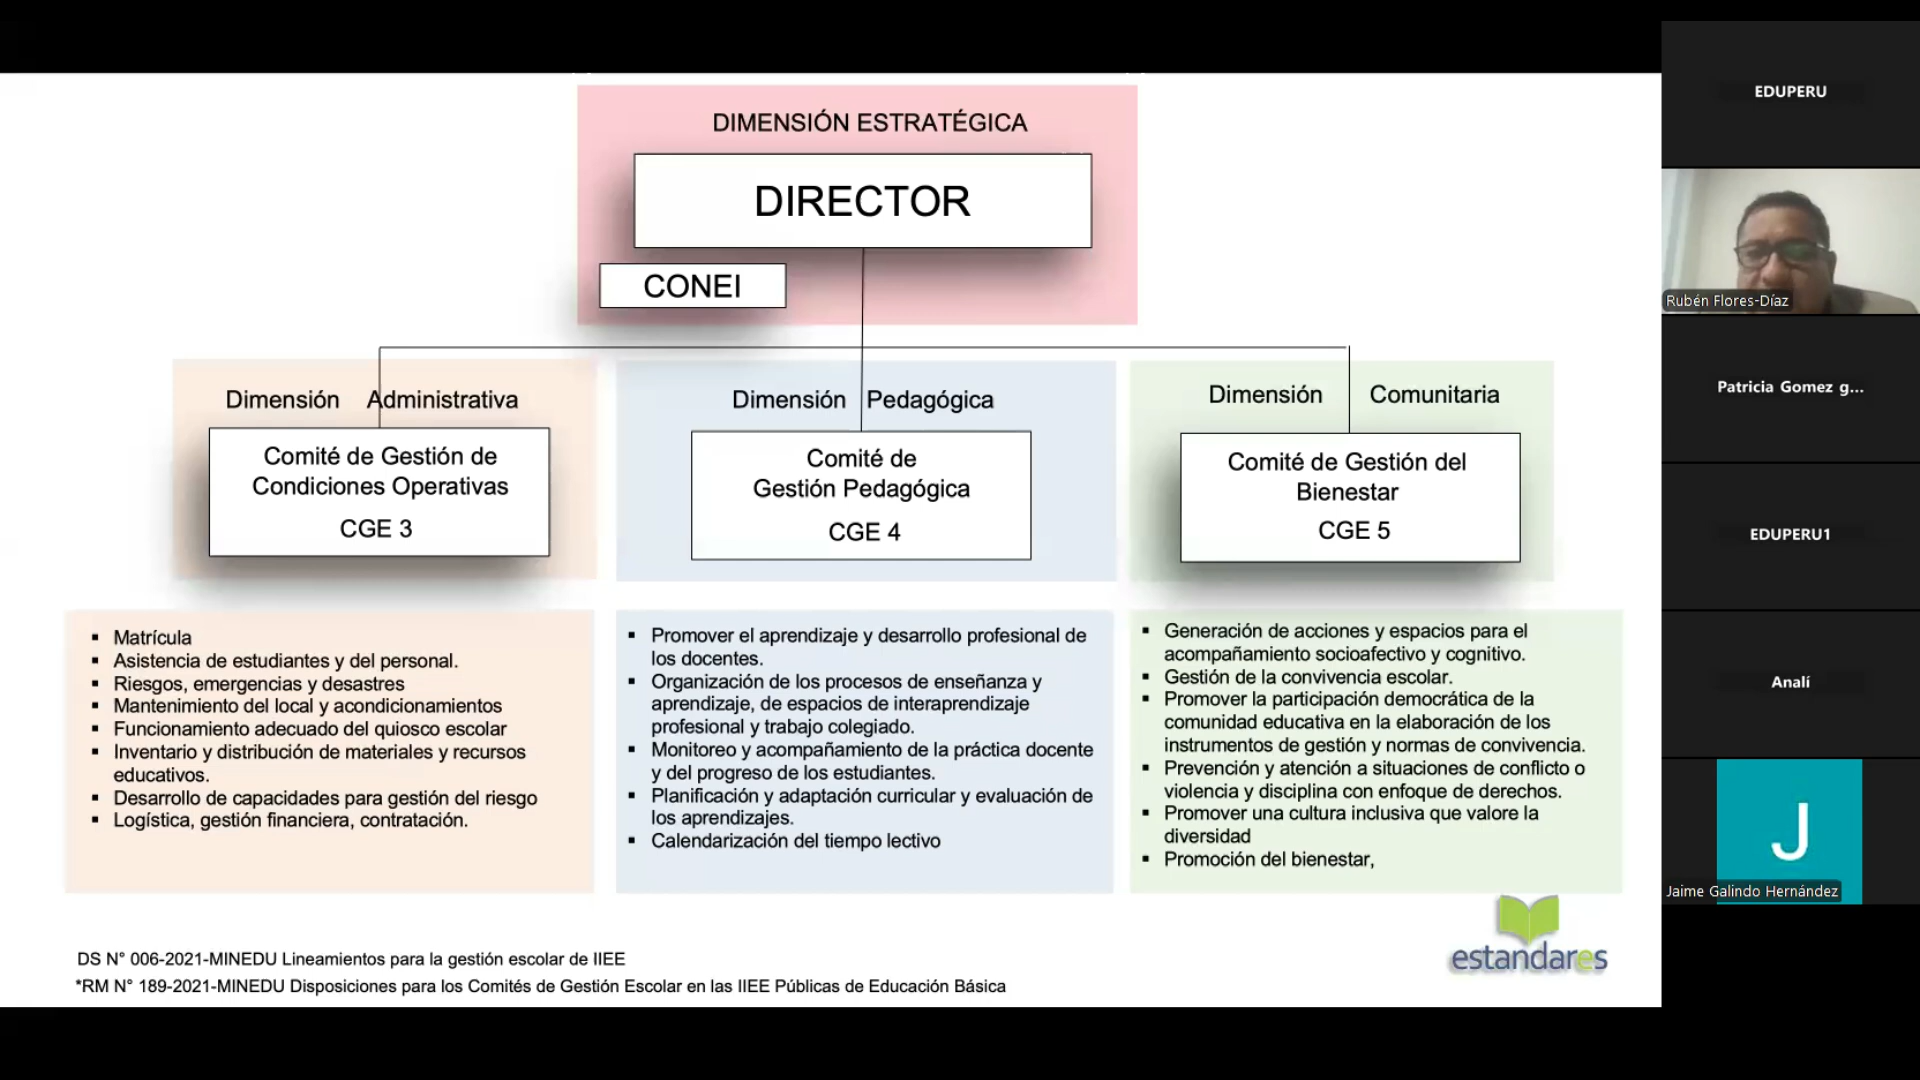 DIMENSIÓN ESTRATÉGICA
DIRECTOR
CONEI
Dimensión Administrativa
Comité de Gestión de
Condiciones Operativas
CGE 3
Dimensión Pedagógica
Comité de
Gestión Pedagógica
CGE 4
Dimensión Comunitaria
Comité de Gestión del
Bienestar
CGE 5
▪ Matrícula
▪ Asistencia de estudiantes y del personal.
▪ Riesgos, emergencias y desastres
▪ Mantenimiento del local y acondicionamientos
▪ Funcionamiento adecuado del quiosco escolar
▪ Inventario y distribución de materiales y recursos
educativos.
▪ Desarrollo de capacidades para gestión del riesgo
▪ Logística, gestión financiera, contratación.
▪ Promover el aprendizaje y desarrollo profesional de
los docentes.
▪ Organización de los procesos de enseñanza y
aprendizaje, de espacios de interaprendizaje
profesional y trabajo colegiado.
▪ Monitoreo y acompañamiento de la práctica docente
y del progreso de los estudiantes.
▪ Planificación y adaptación curricular y evaluación de
los aprendizajes.
▪ Calendarización del tiempo lectivo
▪ Generación de acciones y espacios para el
acompañamiento socioafectivo y cognitivo.
▪ Gestión de la convivencia escolar.
▪ Promover la participación democrática de la
comunidad educativa en la elaboración de los
instrumentos de gestión y normas de convivencia.
▪ Prevención y atención a situaciones de conflicto o
violencia y disciplina con enfoque de derechos.
▪ Promover una cultura inclusiva que valore la
diversidad
▪ Promoción del bienestar,
DS N° 006-2021-MINEDU Lineamientos para la gestión escolar de IIEE
*RM N° 189-2021-MINEDU Disposiciones para los Comités de Gestión Escolar en las IIEE Públicas de Educación Básica
estandares
EDUPERU
Rubén Flores-Díaz
Patricia Gomez g...
EDUPERU1
Analí
J
Jaime Galindo Hernández